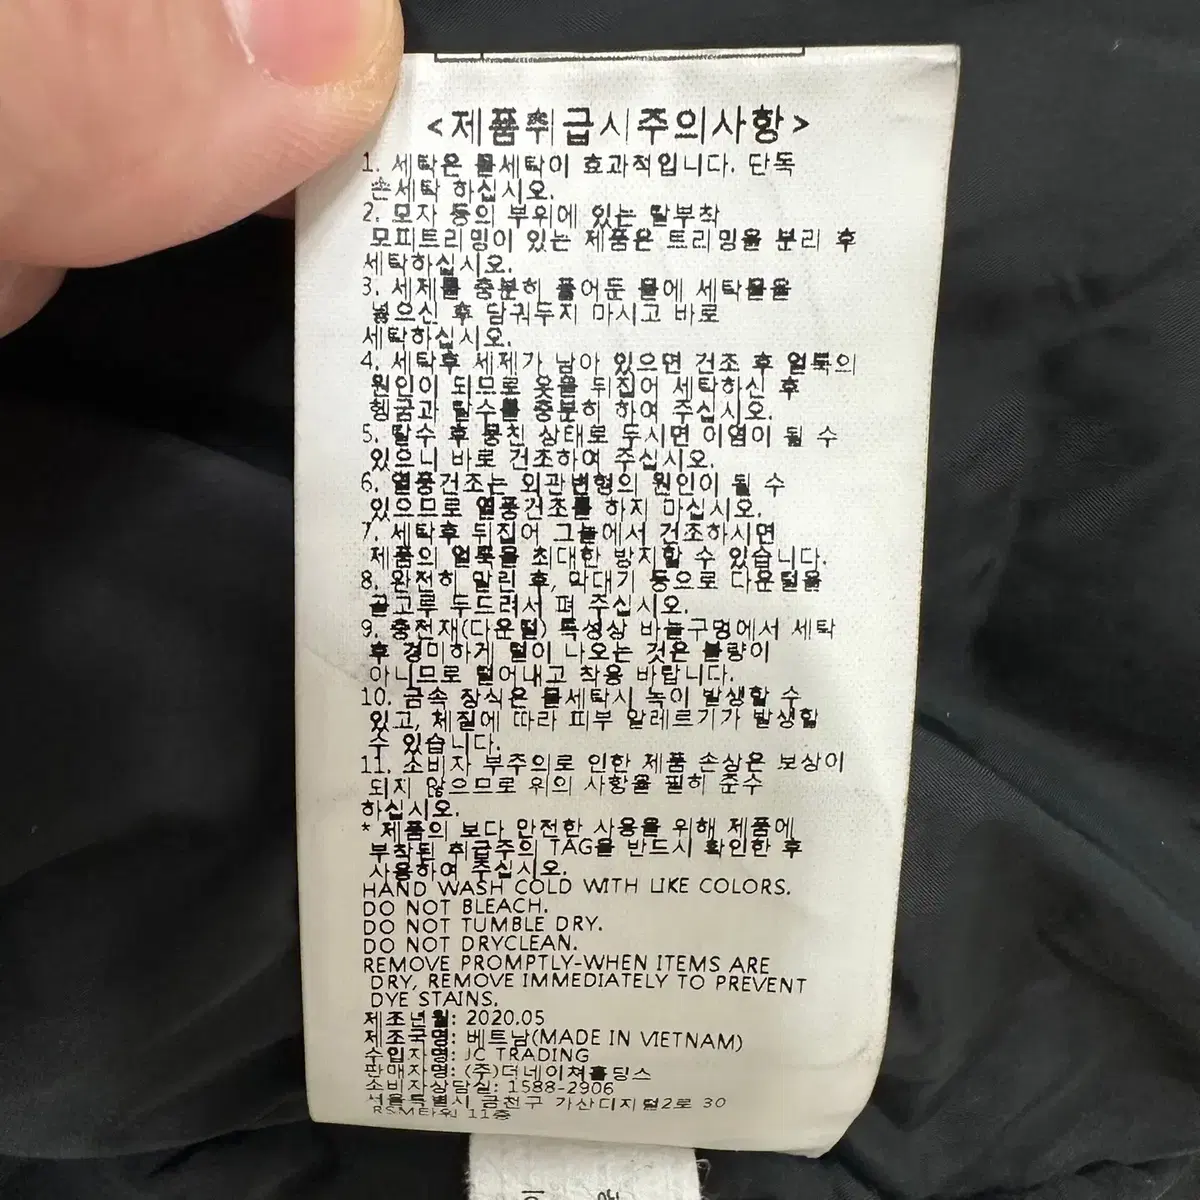 <제품취급시주의사항>
1. 세탁은 물세탁이 효과적입니다. 단독
손세탁 하십시오.
2. 모자 등의 부위에 있는 탈부착
모피트리밍이 있는 제품은 트리밍을 분리 후
세탁하십시오.
3. 세제를 충분히 풀어둔 물에 세탁물을
넣으신 후 담궈두지 마시고 바로
세탁하십시오.
4. 세탁후 세제가 남아 있으면 건조 후 얼룩의
원인이 되므로 옷을 뒤집어 세탁하신 후
헹굼과 탈수를 충분히 하여 주십시오.
5. 탈수 후 뭉친 상태로 두시면 이염이 될 수
있으니 바로 건조하여 주십시오.
6. 열풍건조는 외관변형의 원인이 될 수
있으므로 열풍건조를 하지 마십시오.
7. 세탁후 뒤집어 그늘에서 건조하시면
제품의 얼룩을 최대한 방지할 수 있습니다.
8. 완전히 말린 후, 막대기 등으로 다운털을
골고루 두드려서 펴 주십시오.
9. 충전재(다운털) 특성상 바늘구멍에서 세탁
후 경미하게 털이 나오는 것은 불량이
아니므로 털어내고 착용 바랍니다.
10. 금속 장식은 물세탁시 녹이 발생할 수
있고, 체질에 따라 피부 알레르기가 발생할
수 있습니다.
11. 소비자 부주의로 인한 제품 손상은 보상이
되지 않으므로 위의 사항을 필히 준수
하십시오.
* 제품의 보다 안전한 사용을 위해 제품에
부착된 취급주의 TAG을 반드시 확인한 후
사용하여 주십시오.
HAND WASH COLD WITH LIKE COLORS.
DO NOT BLEACH.
DO NOT TUMBLE DRY.
DO NOT DRYCLEAN.
REMOVE PROMPTLY-WHEN ITEMS ARE
DRY, REMOVE IMMEDIATELY TO PREVENT
DYE STAINS.
제조년월: 2020.05
제조국명: 베트남(MADE IN VIETNAM)
수입자명: JC TRADING
판매자명: (주)더네이쳐홀딩스
소비자상담실: 1588-2906
서울특별시 금천구 가산디지털2로 30
RSM타워 11층